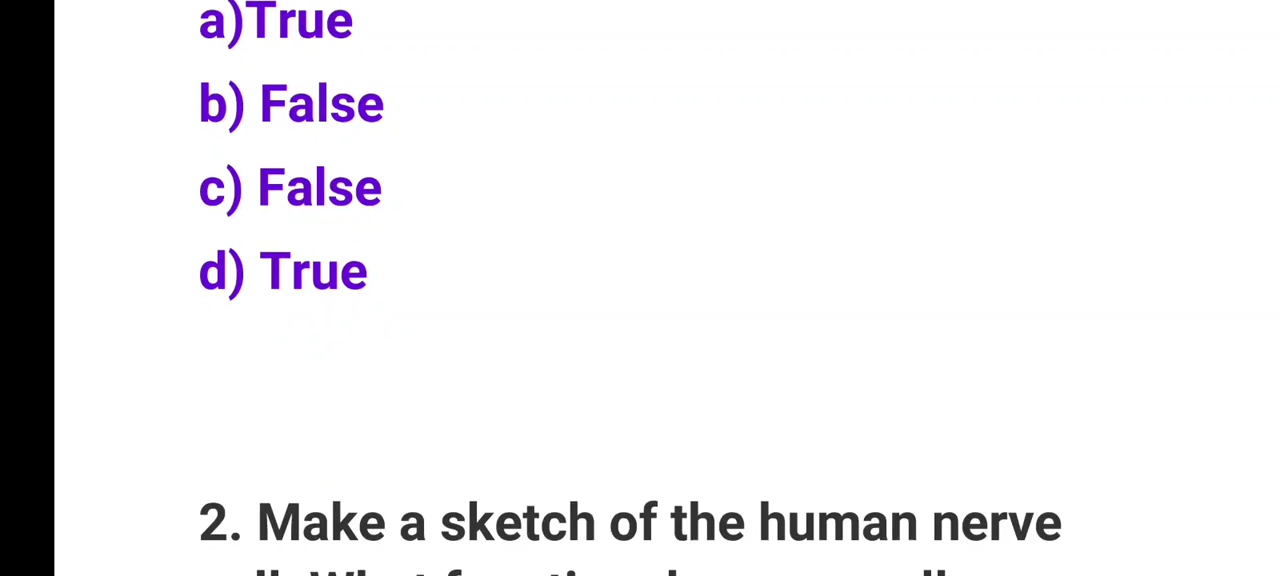 a)True
b) False
c) False
d) True
2. Make a sketch of the human nerve